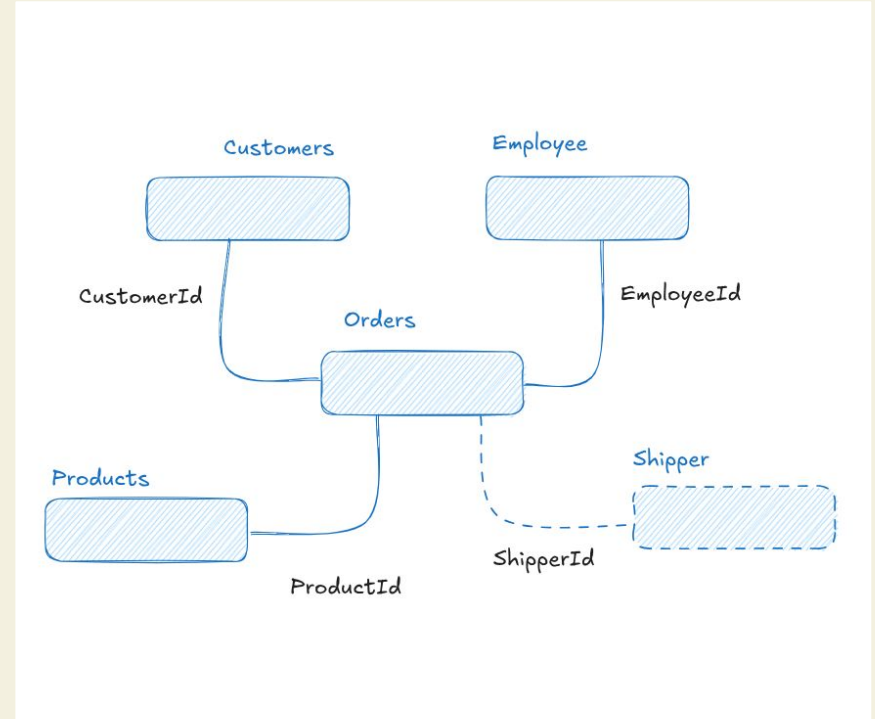 Customers
Employee
CustomerId
EmployeeId
Orders
Shipper
Products
ShipperId
ProductId